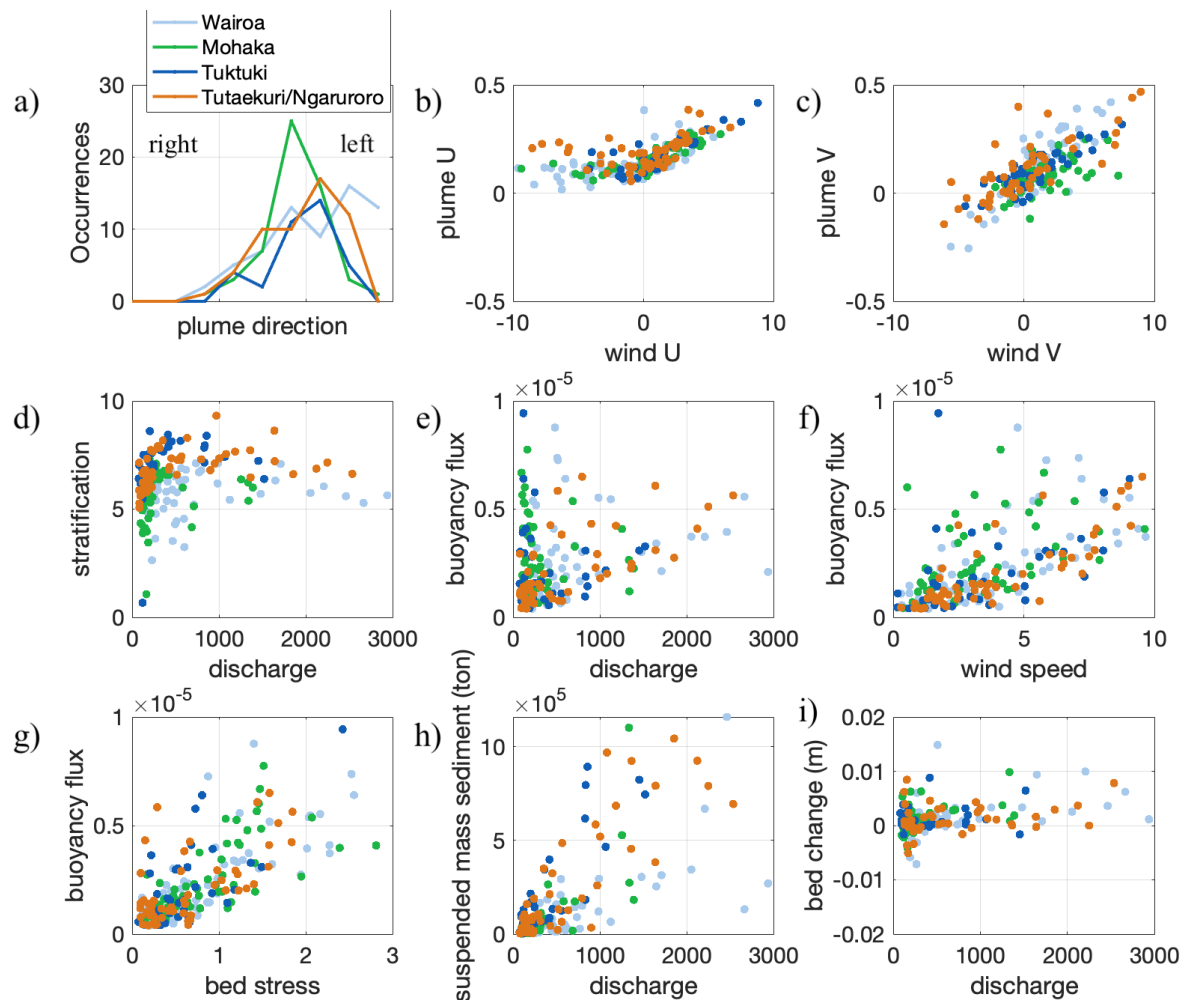 Wairoa
Mohaka
Tuktuki
Tutaekuri/Ngaruroro
a)
30
20
10
0
Occurrences
right
left
plume direction
b)
0.5
0
-0.5
plume U
-10
0
10
wind U
c)
0.5
0
-0.5
plume V
-10
0
10
wind V
d)
10
5
0
stratification
0
1000
2000
3000
discharge
e)
×10-5
1
0.5
0
buoyancy flux
0
1000
2000
3000
discharge
f)
×10-5
1
0.5
0
buoyancy flux
0
5
10
wind speed
g)
×10-5
1
0.5
0
buoyancy flux
0
1
2
3
bed stress
h)
×105
10
5
0
suspended mass sediment (ton)
0
1000
2000
3000
discharge
i)
0.02
0.01
0
-0.01
-0.02
bed change (m)
0
1000
2000
3000
discharge